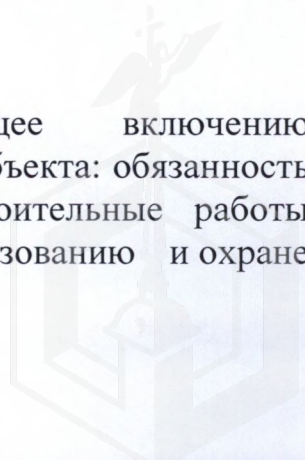 щее включению
бъекта: обязанность
оительные работы
зованию и охране